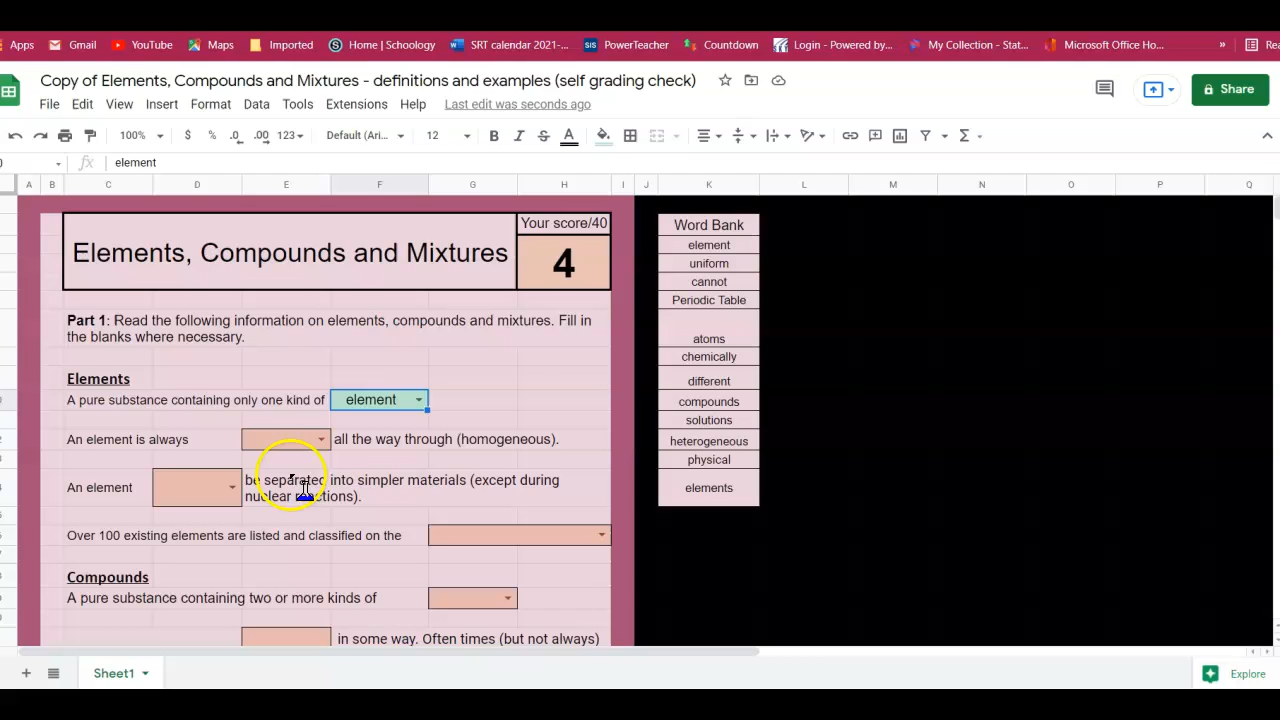 Apps Gmail YouTube Maps Imported Home | Schoology SRT calendar 2021-... SIS PowerTeacher Countdown Login - Powered by... My Collection - Stat... Microsoft Office Ho... » Rea
Copy of Elements, Compounds and Mixtures - definitions and examples (self grading check)
File Edit View Insert Format Data Tools Extensions Help Last edit was seconds ago
Share
100% $ % .0 .00 123 Default (Ari... 12 B I S A
fx element
A B C D E F G H I J K L M N O P Q
Elements, Compounds and Mixtures
Your score/40
4
Part 1: Read the following information on elements, compounds and mixtures. Fill in
the blanks where necessary.
Elements
A pure substance containing only one kind of element
An element is always all the way through (homogeneous).
An element be separated into simpler materials (except during
nuclear reactions).
Over 100 existing elements are listed and classified on the
Compounds
A pure substance containing two or more kinds of
in some way. Often times (but not always)
Word Bank
element
uniform
cannot
Periodic Table
atoms
chemically
different
compounds
solutions
heterogeneous
physical
elements
Sheet1
Explore